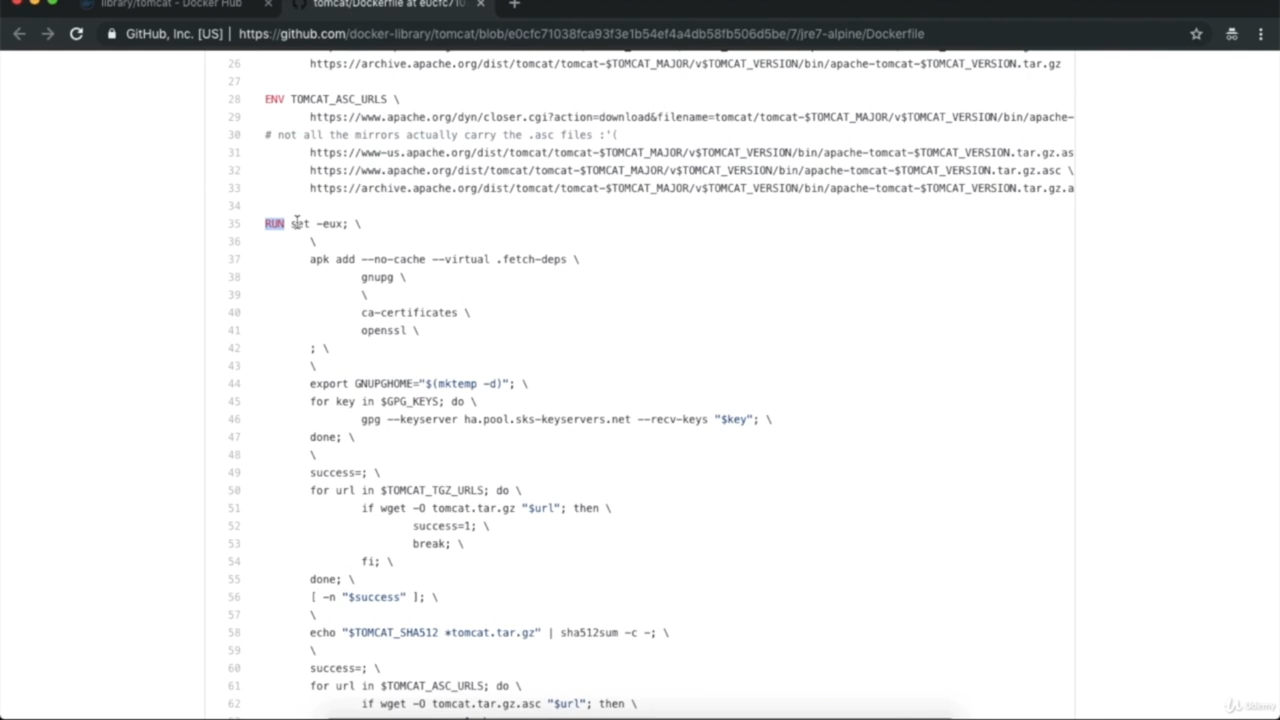 library/tomcat - Docker Hub
tomcat/Dockerfile at e0cfc710
GitHub, Inc. [US] | https://github.com/docker-library/tomcat/blob/e0cfc71038fca93f3e1b54ef4a4db58fb506d5be/7/jre7-alpine/Dockerfile
26 https://archive.apache.org/dist/tomcat/tomcat-$TOMCAT_MAJOR/v$TOMCAT_VERSION/bin/apache-tomcat-$TOMCAT_VERSION.tar.gz
27
28 ENV TOMCAT_ASC_URLS \
29 https://www.apache.org/dyn/closer.cgi?action=download&filename=tomcat/tomcat-$TOMCAT_MAJOR/v$TOMCAT_VERSION/bin/apache-
30 # not all the mirrors actually carry the .asc files :'(
31 https://www-us.apache.org/dist/tomcat/tomcat-$TOMCAT_MAJOR/v$TOMCAT_VERSION/bin/apache-tomcat-$TOMCAT_VERSION.tar.gz.as
32 https://www.apache.org/dist/tomcat/tomcat-$TOMCAT_MAJOR/v$TOMCAT_VERSION/bin/apache-tomcat-$TOMCAT_VERSION.tar.gz.asc \
33 https://archive.apache.org/dist/tomcat/tomcat-$TOMCAT_MAJOR/v$TOMCAT_VERSION/bin/apache-tomcat-$TOMCAT_VERSION.tar.gz.a
34
35 RUN set -eux; \
36 \
37 apk add --no-cache --virtual .fetch-deps \
38 gnupg \
39 \
40 ca-certificates \
41 openssl \
42 ; \
43 \
44 export GNUPGHOME="$(mktemp -d)"; \
45 for key in $GPG_KEYS; do \
46 gpg --keyserver ha.pool.sks-keyservers.net --recv-keys "$key"; \
47 done; \
48 \
49 success=; \
50 for url in $TOMCAT_TGZ_URLS; do \
51 if wget -O tomcat.tar.gz "$url"; then \
52 success=1; \
53 break; \
54 fi; \
55 done; \
56 [ -n "$success" ]; \
57 \
58 echo "$TOMCAT_SHA512 *tomcat.tar.gz" | sha512sum -c -; \
59 \
60 success=; \
61 for url in $TOMCAT_ASC_URLS; do \
62 if wget -O tomcat.tar.gz.asc "$url"; then \
Udemy